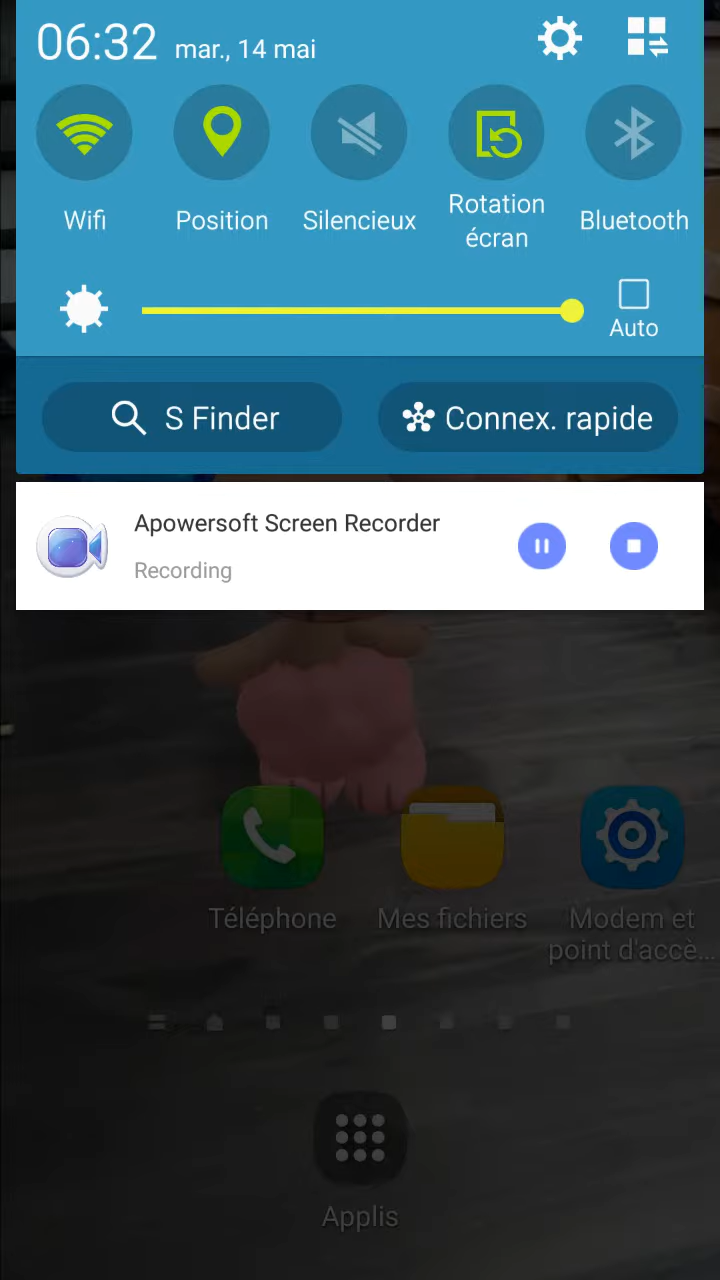 06:32 mar., 14 mai
Wifi
Position
Silencieux
Rotation
écran
Bluetooth
Auto
S Finder
Connex. rapide
Apowersoft Screen Recorder
Recording
Téléphone
Mes fichiers
Modem et
point d'accè...
Applis